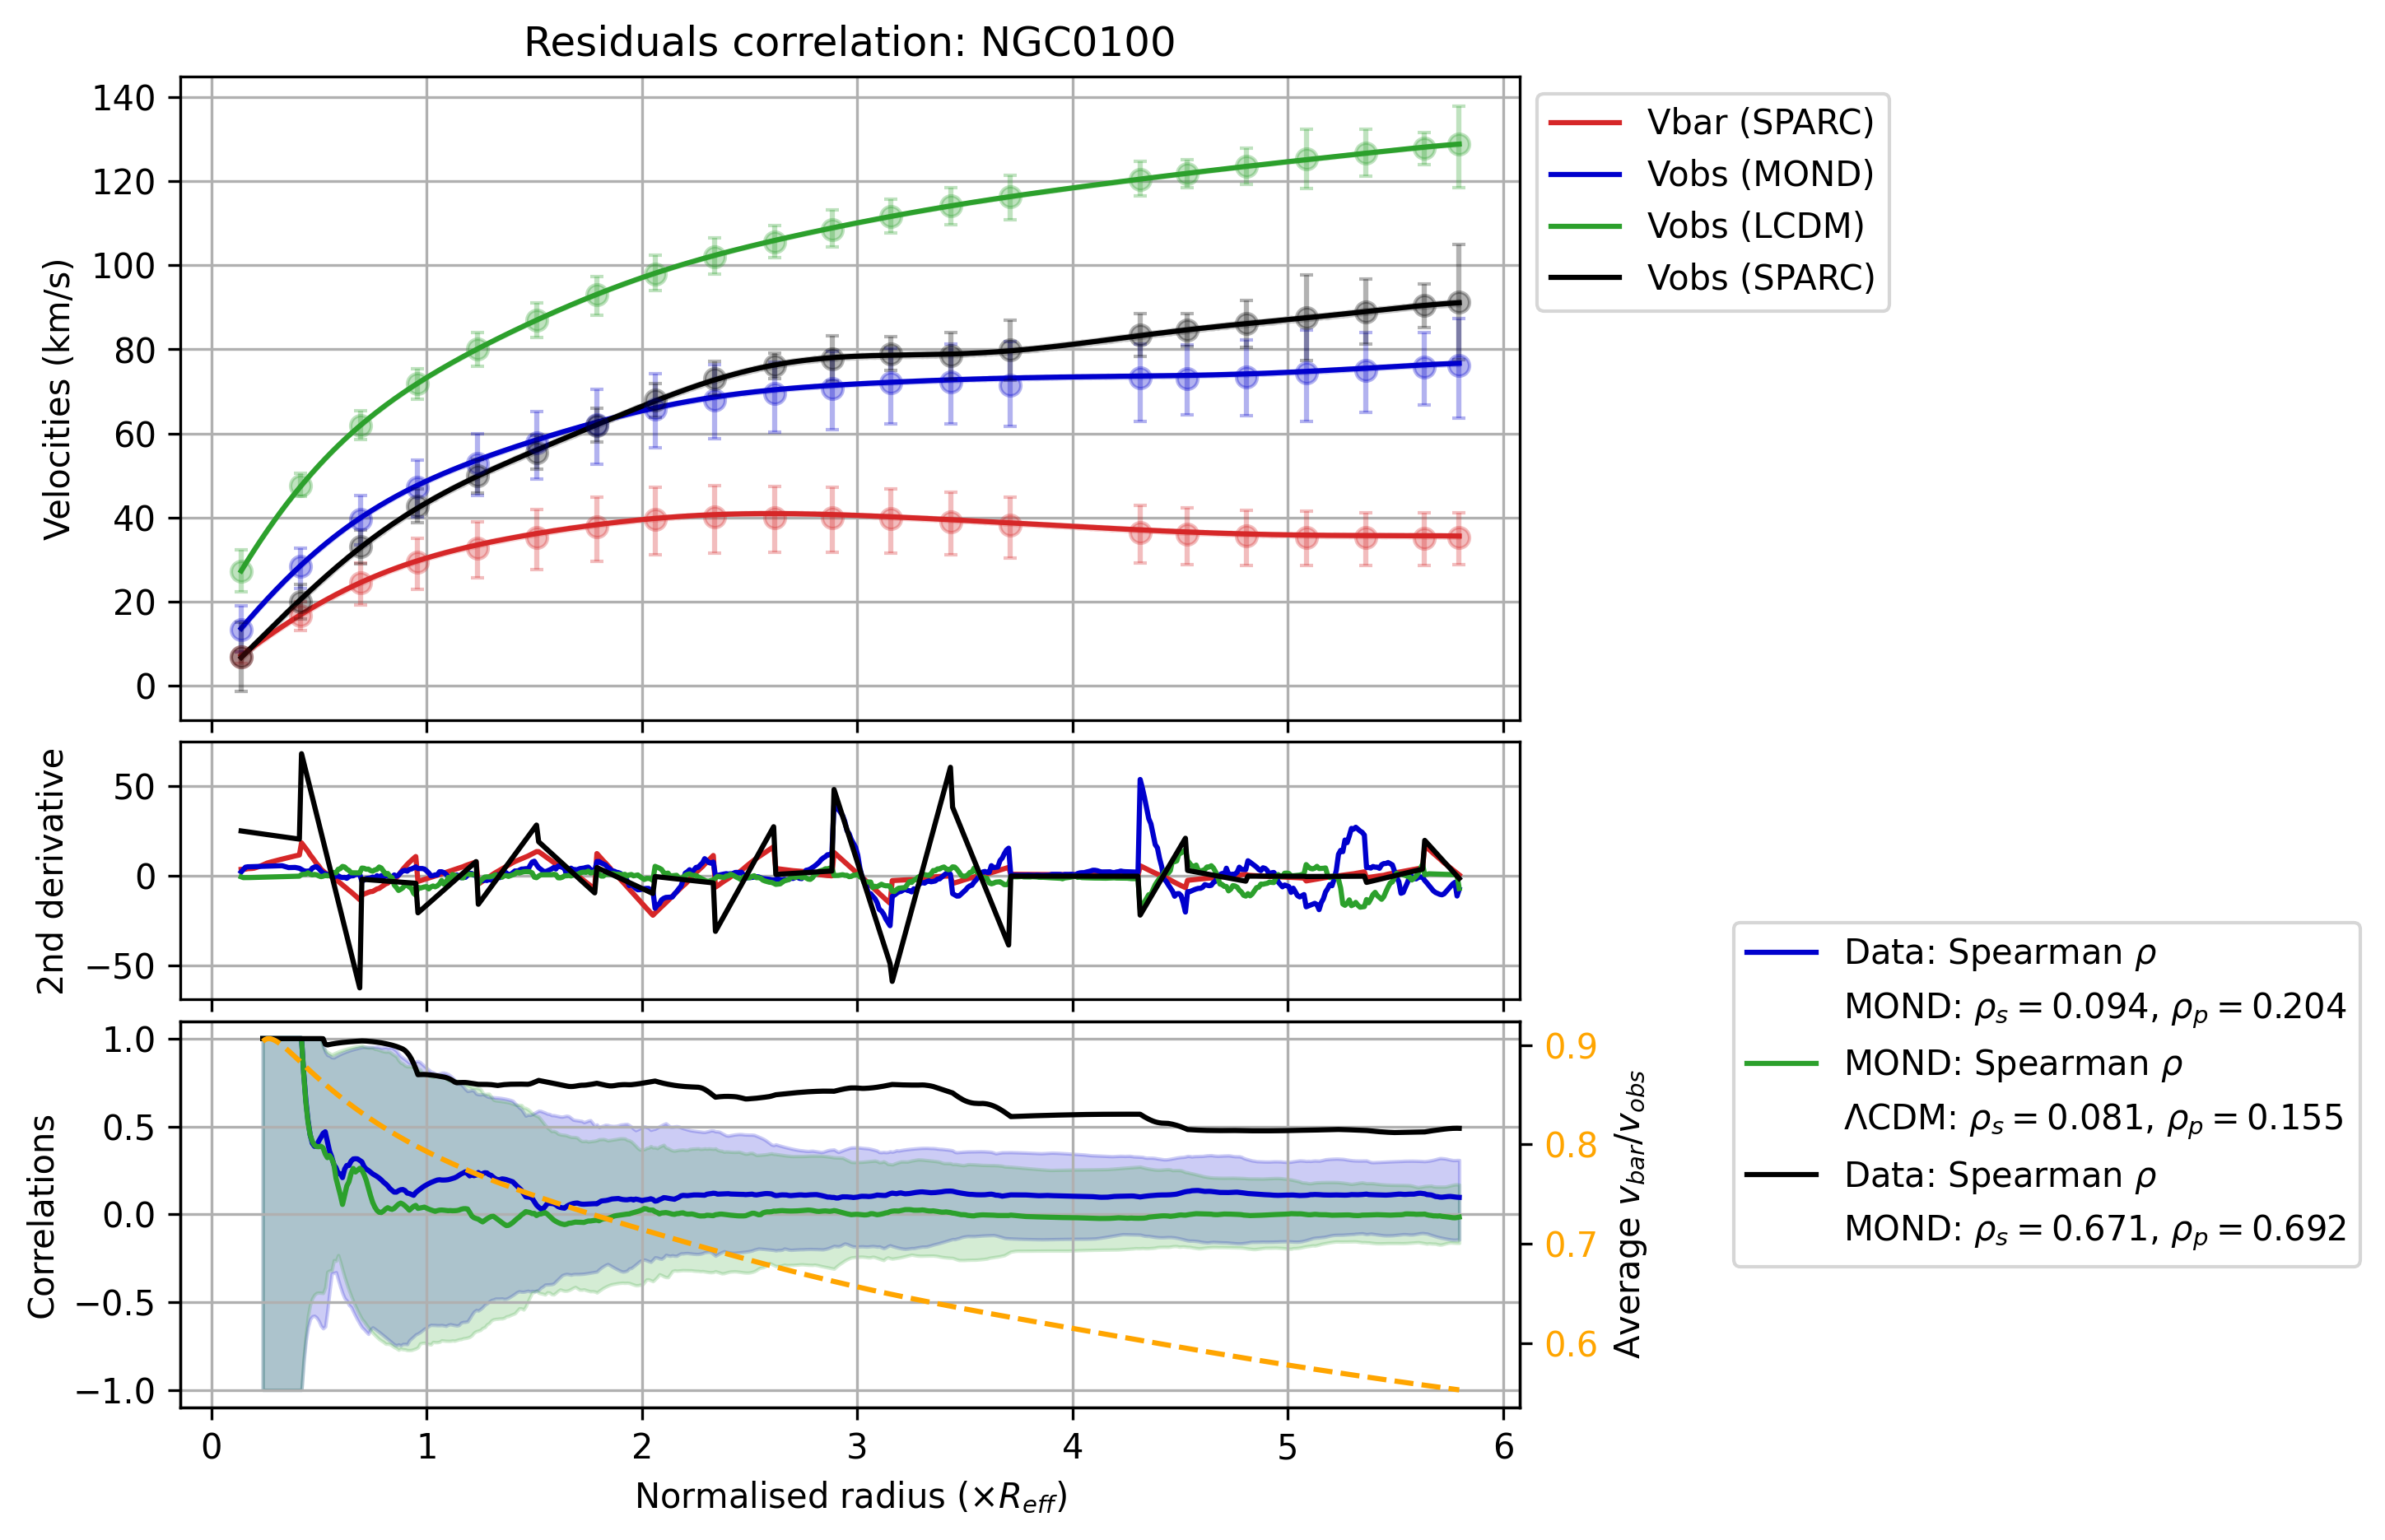 Residuals correlation: NGC0100
Velocities (km/s)
140
120
100
80
60
40
20
0
Vbar (SPARC)
Vobs (MOND)
Vobs (LCDM)
Vobs (SPARC)
2nd derivative
50
0
−50
Correlations
1.0
0.5
0.0
−0.5
−1.0
0.9
0.8
0.7
0.6
Average v_bar/v_obs
Data: Spearman ρ
MOND: ρ_s = 0.094, ρ_p = 0.204
MOND: Spearman ρ
ΛCDM: ρ_s = 0.081, ρ_p = 0.155
Data: Spearman ρ
MOND: ρ_s = 0.671, ρ_p = 0.692
0 1 2 3 4 5 6
Normalised radius (×R_eff)